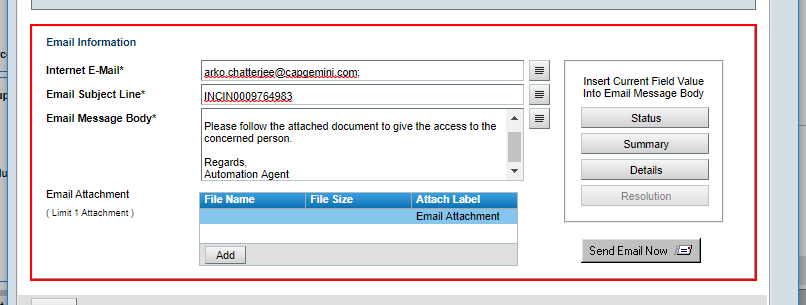 Email Information
Internet E-Mail*
arko.chatterjee@capgemini.com;
Email Subject Line*
INCIN0009764983
Email Message Body*
Please follow the attached document to give the access to the
concerned person.
Regards,
Automation Agent
Insert Current Field Value
Into Email Message Body
Status
Summary
Details
Resolution
Email Attachment
( Limit 1 Attachment )
File Name File Size Attach Label
Email Attachment
Add
Send Email Now